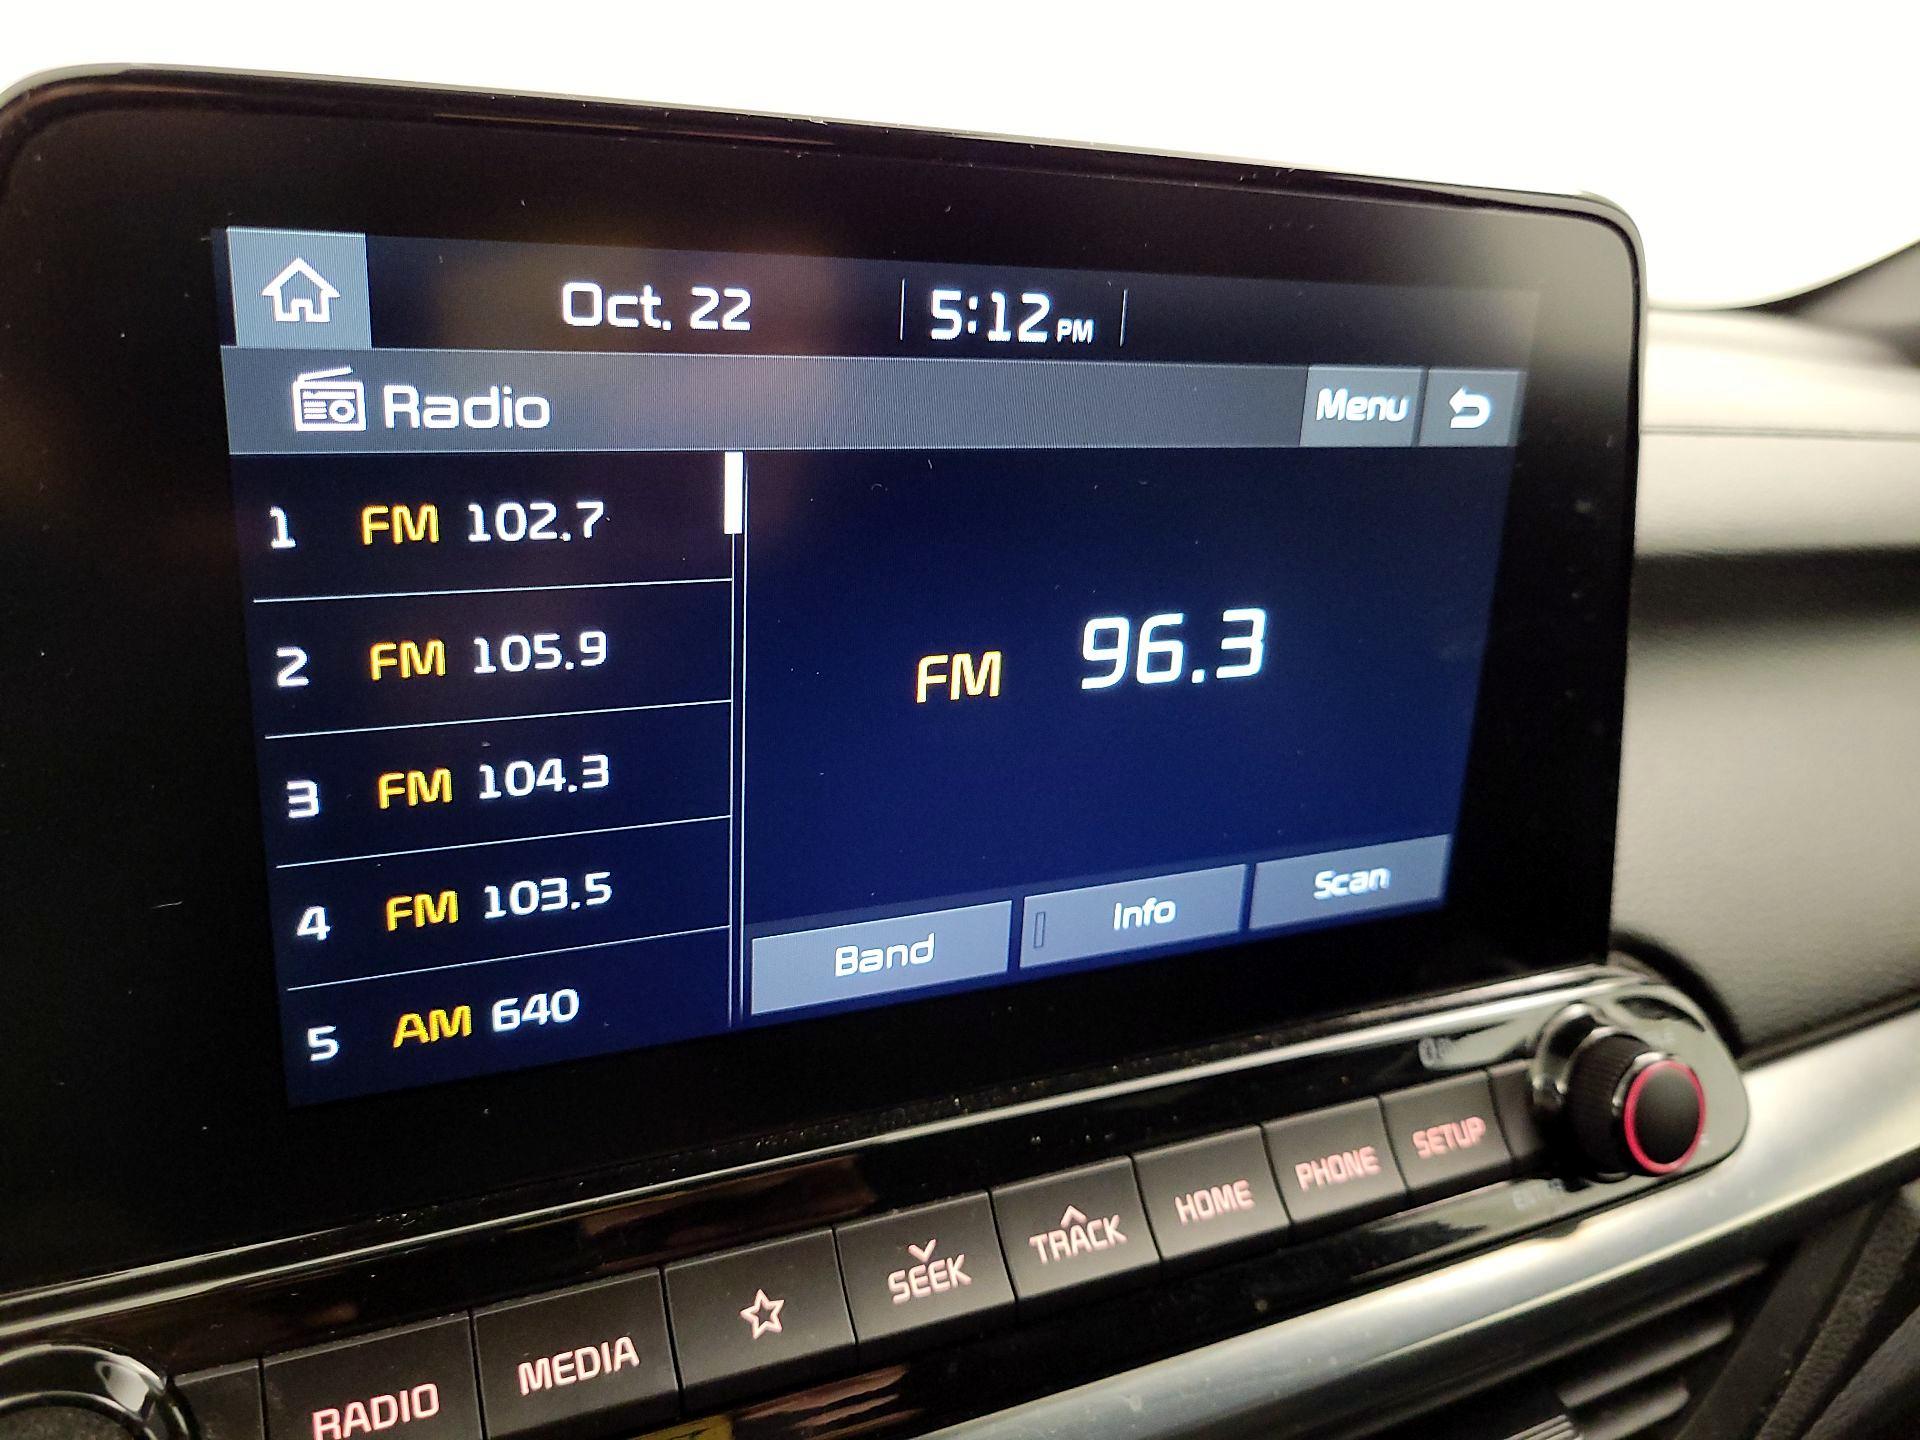 Oct. 22 5:12 PM
Radio Menu
1 FM 102.7
2 FM 105.9
3 FM 104.3
4 FM 103.5
5 AM 640
FM 96.3
Band Info Scan
RADIO MEDIA SEEK TRACK HOME PHONE SETUP